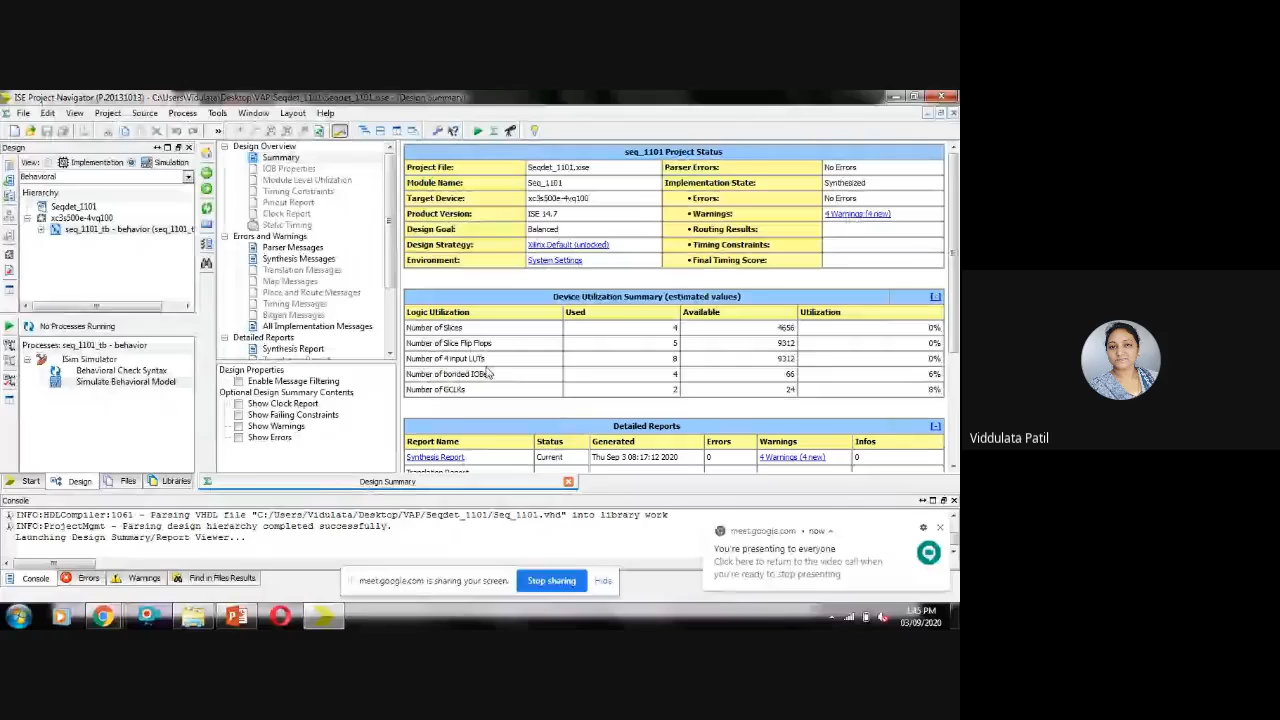 ISE Project Navigator (P.20131013) - C:\Users\Vidulata\Desktop\VAP\Seqdet_1101\Seqdet_1101.xise - [Design Summary]
File Edit View Project Source Process Tools Window Layout Help
Design
View: Implementation Simulation
Behavioral
Hierarchy
Seqdet_1101
xc3s500e-4vq100
seq_1101_tb - behavior (seq_1101_t
No Processes Running
Processes: seq_1101_tb - behavior
ISim Simulator
Behavioral Check Syntax
Simulate Behavioral Model
Start Design Files Libraries
Design Overview
Summary
IOB Properties
Module Level Utilization
Timing Constraints
Pinout Report
Clock Report
Static Timing
Errors and Warnings
Parser Messages
Synthesis Messages
Translation Messages
Map Messages
Place and Route Messages
Timing Messages
Bitgen Messages
All Implementation Messages
Detailed Reports
Synthesis Report
Design Properties
Enable Message Filtering
Optional Design Summary Contents
Show Clock Report
Show Failing Constraints
Show Warnings
Show Errors
seq_1101 Project Status
Project File: Seqdet_1101.xise Parser Errors: No Errors
Module Name: Seq_1101 Implementation State: Synthesized
Target Device: xc3s500e-4vq100 • Errors: No Errors
Product Version: ISE 14.7 • Warnings: 4 Warnings (4 new)
Design Goal: Balanced • Routing Results:
Design Strategy: Xilinx Default (unlocked) • Timing Constraints:
Environment: System Settings • Final Timing Score:
Device Utilization Summary (estimated values) [-]
Logic Utilization Used Available Utilization
Number of Slices 4 4656 0%
Number of Slice Flip Flops 5 9312 0%
Number of 4 input LUTs 8 9312 0%
Number of bonded IOBs 4 66 6%
Number of GCLKs 2 24 8%
Detailed Reports [-]
Report Name Status Generated Errors Warnings Infos
Synthesis Report Current Thu Sep 3 08:17:12 2020 0 4 Warnings (4 new) 0
Translation Report
Design Summary
Console
INFO:HDLCompiler:1061 - Parsing VHDL file "C:/Users/Vidulata/Desktop/VAP/Seqdet_1101/Seq_1101.vhd" into library work
INFO:ProjectMgmt - Parsing design hierarchy completed successfully.
Launching Design Summary/Report Viewer...
Console Errors Warnings Find in Files Results
meet.google.com is sharing your screen. Stop sharing Hide
meet.google.com • now
You're presenting to everyone
Click here to return to the video call when
you're ready to stop presenting
1:45 PM
03/09/2020
Viddulata Patil